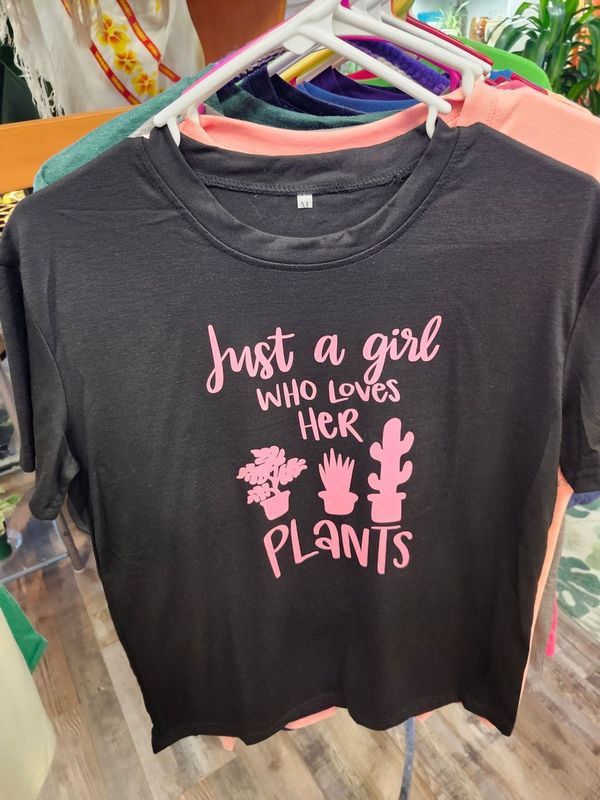 M
Just a girl
WHO LOVES
HER
PLANTS